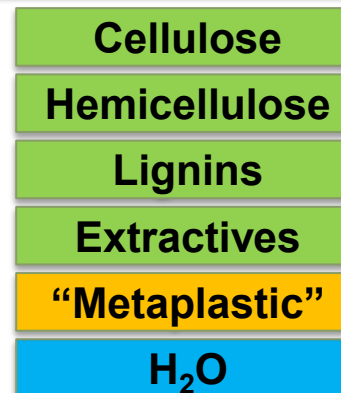 Cellulose
Hemicellulose
Lignins
Extractives
“Metaplastic”
H₂O